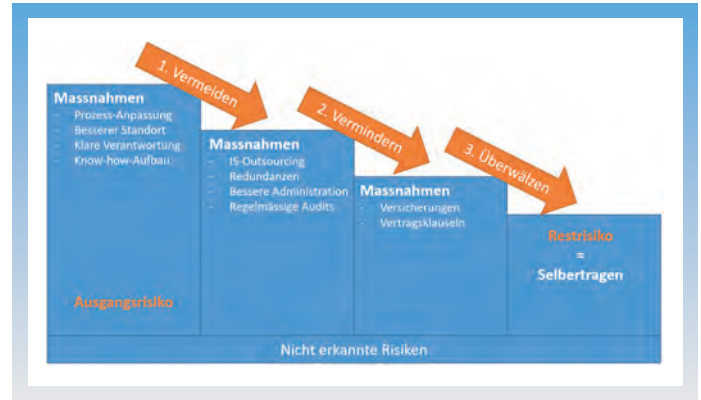 1. Vermeiden
Massnahmen
- Prozess-Anpassung
- Besserer Standort
- Klare Verantwortung
- Know-how-Aufbau
Ausgangsrisiko
2. Vermindern
Massnahmen
- IS-Outsourcing
- Redundanzen
- Bessere Administration
- Regelmässige Audits
3. Überwälzen
Massnahmen
- Versicherungen
- Vertragsklauseln
Restrisiko
=
Selbertragen
Nicht erkannte Risiken